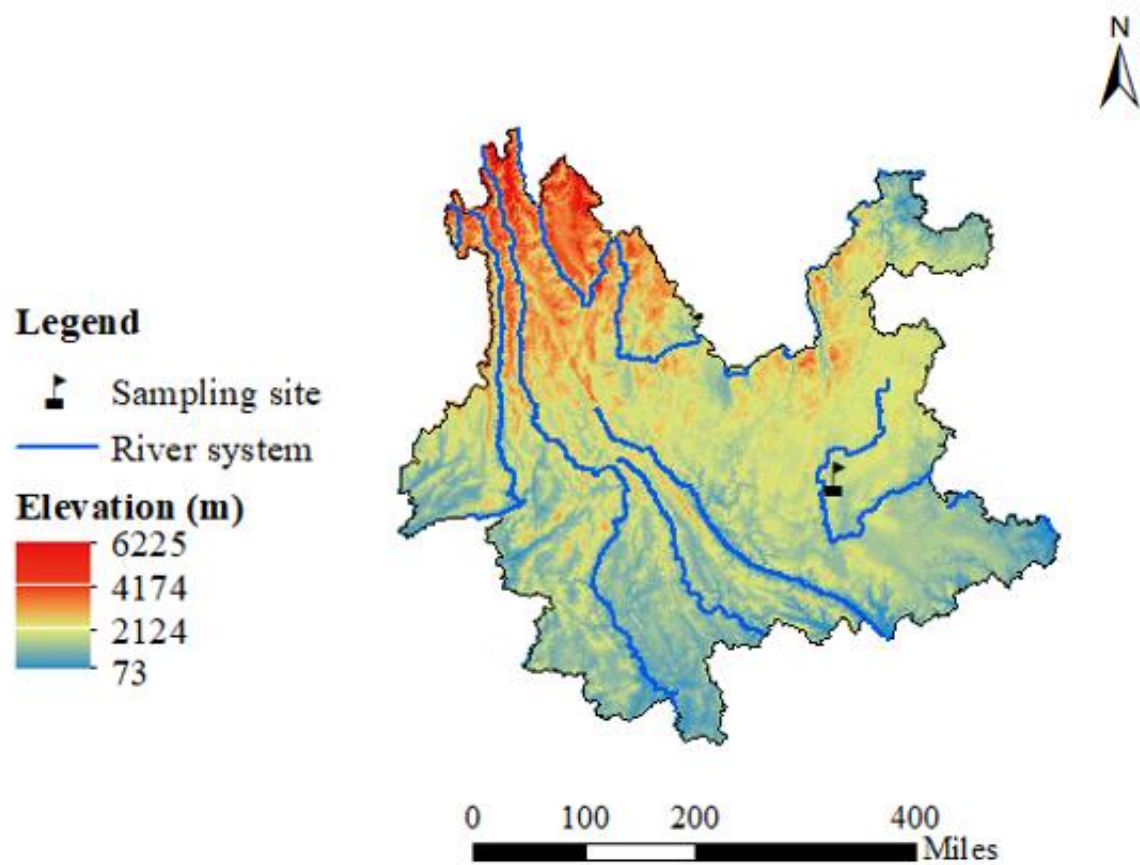 N
Legend
Sampling site
River system
Elevation (m)
6225
4174
2124
73
0 100 200 400
Miles